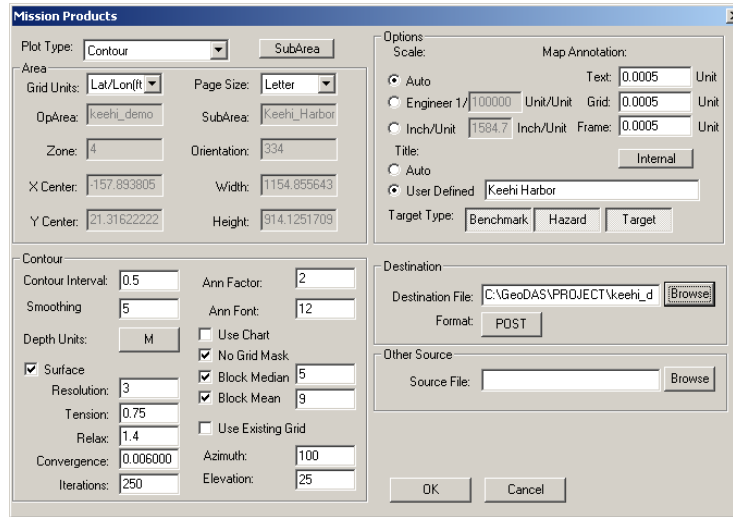 Mission Products
Plot Type: Contour SubArea
Area
Grid Units: Lat/Lon(ft Page Size: Letter
OpArea: keehi_demo SubArea: Keehi_Harbor
Zone: 4 Orientation: 334
X Center: -157.893805 Width: 1154.855643
Y Center: 21.31622222 Height: 914.1251709
Options
Scale: Map Annotation:
Auto Text: 0.0005 Unit
Engineer 1/ 100000 Unit/Unit Grid: 0.0005 Unit
Inch/Unit 1584.7 Inch/Unit Frame: 0.0005 Unit
Title: Internal
Auto
User Defined Keehi Harbor
Target Type: Benchmark Hazard Target
Contour
Contour Interval: 0.5 Ann Factor: 2
Smoothing 5 Ann Font: 12
Depth Units: M Use Chart
No Grid Mask
Surface Block Median 5
Resolution: 3 Block Mean 9
Tension: 0.75
Relax: 1.4 Use Existing Grid
Convergence: 0.006000 Azimuth: 100
Iterations: 250 Elevation: 25
Destination
Destination File: C:\GeoDAS\PROJECT\keehi_d Browse
Format: POST
Other Source
Source File: Browse
OK Cancel